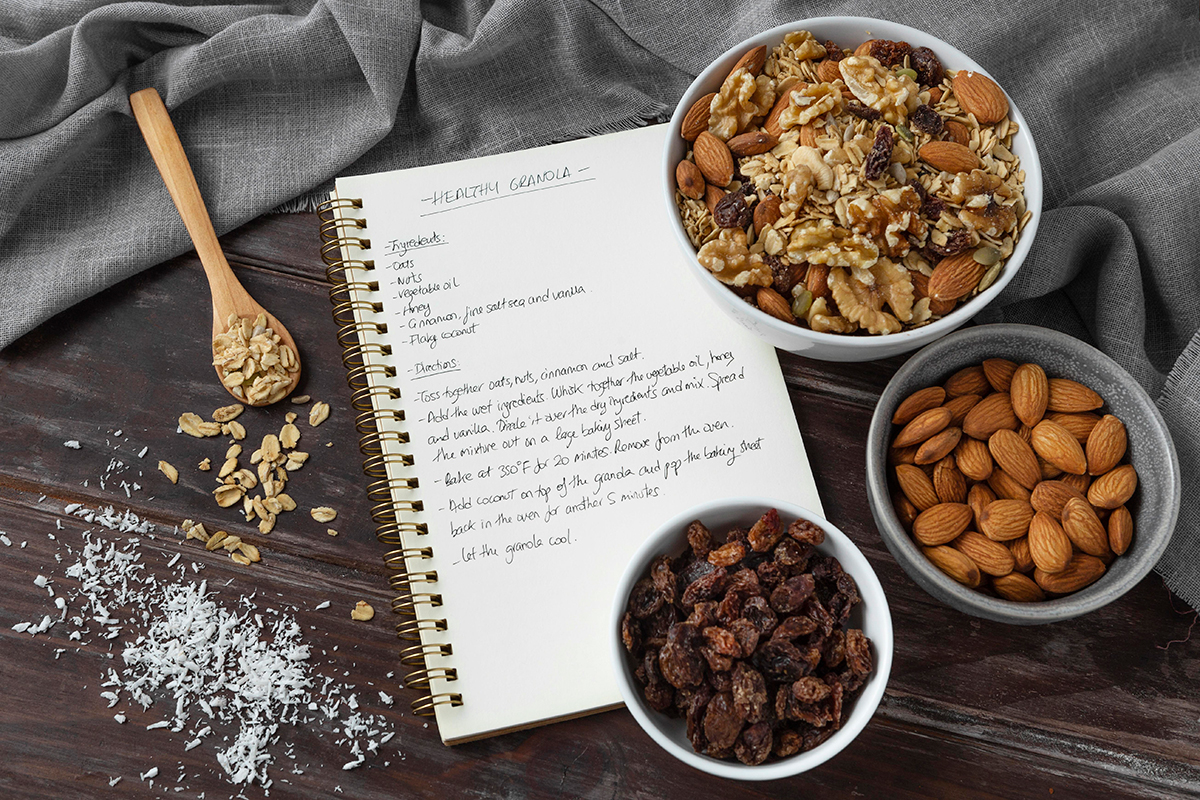 -HEALTHY GRANOLA-
Ingredients:
-Oats
-Nuts
-Vegetable oil
-Honey
-Cinnamon, fine salt sea and vanilla.
-Flaky coconut
Directions:
-Toss together oats, nuts, cinnamon and salt.
-Add the wet ingredients. Whisk together the vegetable oil, honey
and vanilla. Drizzle it over the dry ingredients and mix. Spread
the mixture out on a large baking sheet.
-Bake at 350°F for 20 minutes. Remove from the oven.
-Add coconut on top of the granola and pop the baking sheet
back in the oven for another 5 minutes.
-Let the granola cool.